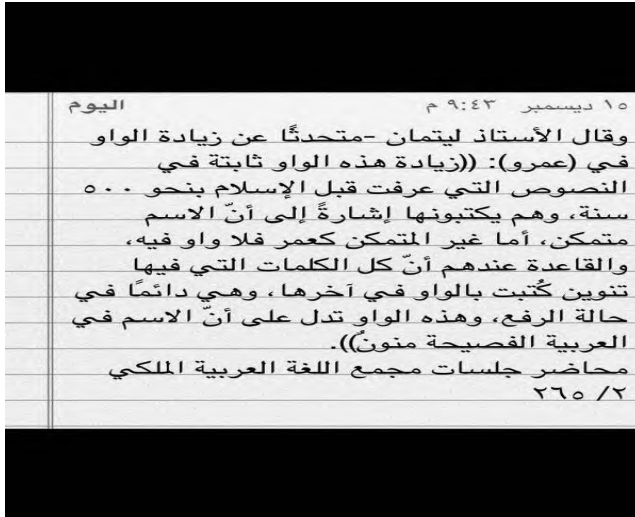 ١٥ ديسمبر ٩:٤٣ م اليوم
وقال الأستاذ ليتمان -متحدثًا عن زيادة الواو
في (عمرو): ((زيادة هذه الواو ثابتة في
النصوص التي عرفت قبل الإسلام بنحو ٥٠٠
سنة، وهم يكتبونها إشارةً إلى أنّ الاسم
متمكن، أما غير المتمكن كعمر فلا واو فيه،
والقاعدة عندهم أنّ كل الكلمات التي فيها
تنوين كُتبت بالواو في آخرها، وهي دائمًا في
حالة الرفع، وهذه الواو تدل على أنّ الاسم في
العربية الفصيحة منونٌ)).
محاضر جلسات مجمع اللغة العربية الملكي
٢/ ٢٦٥